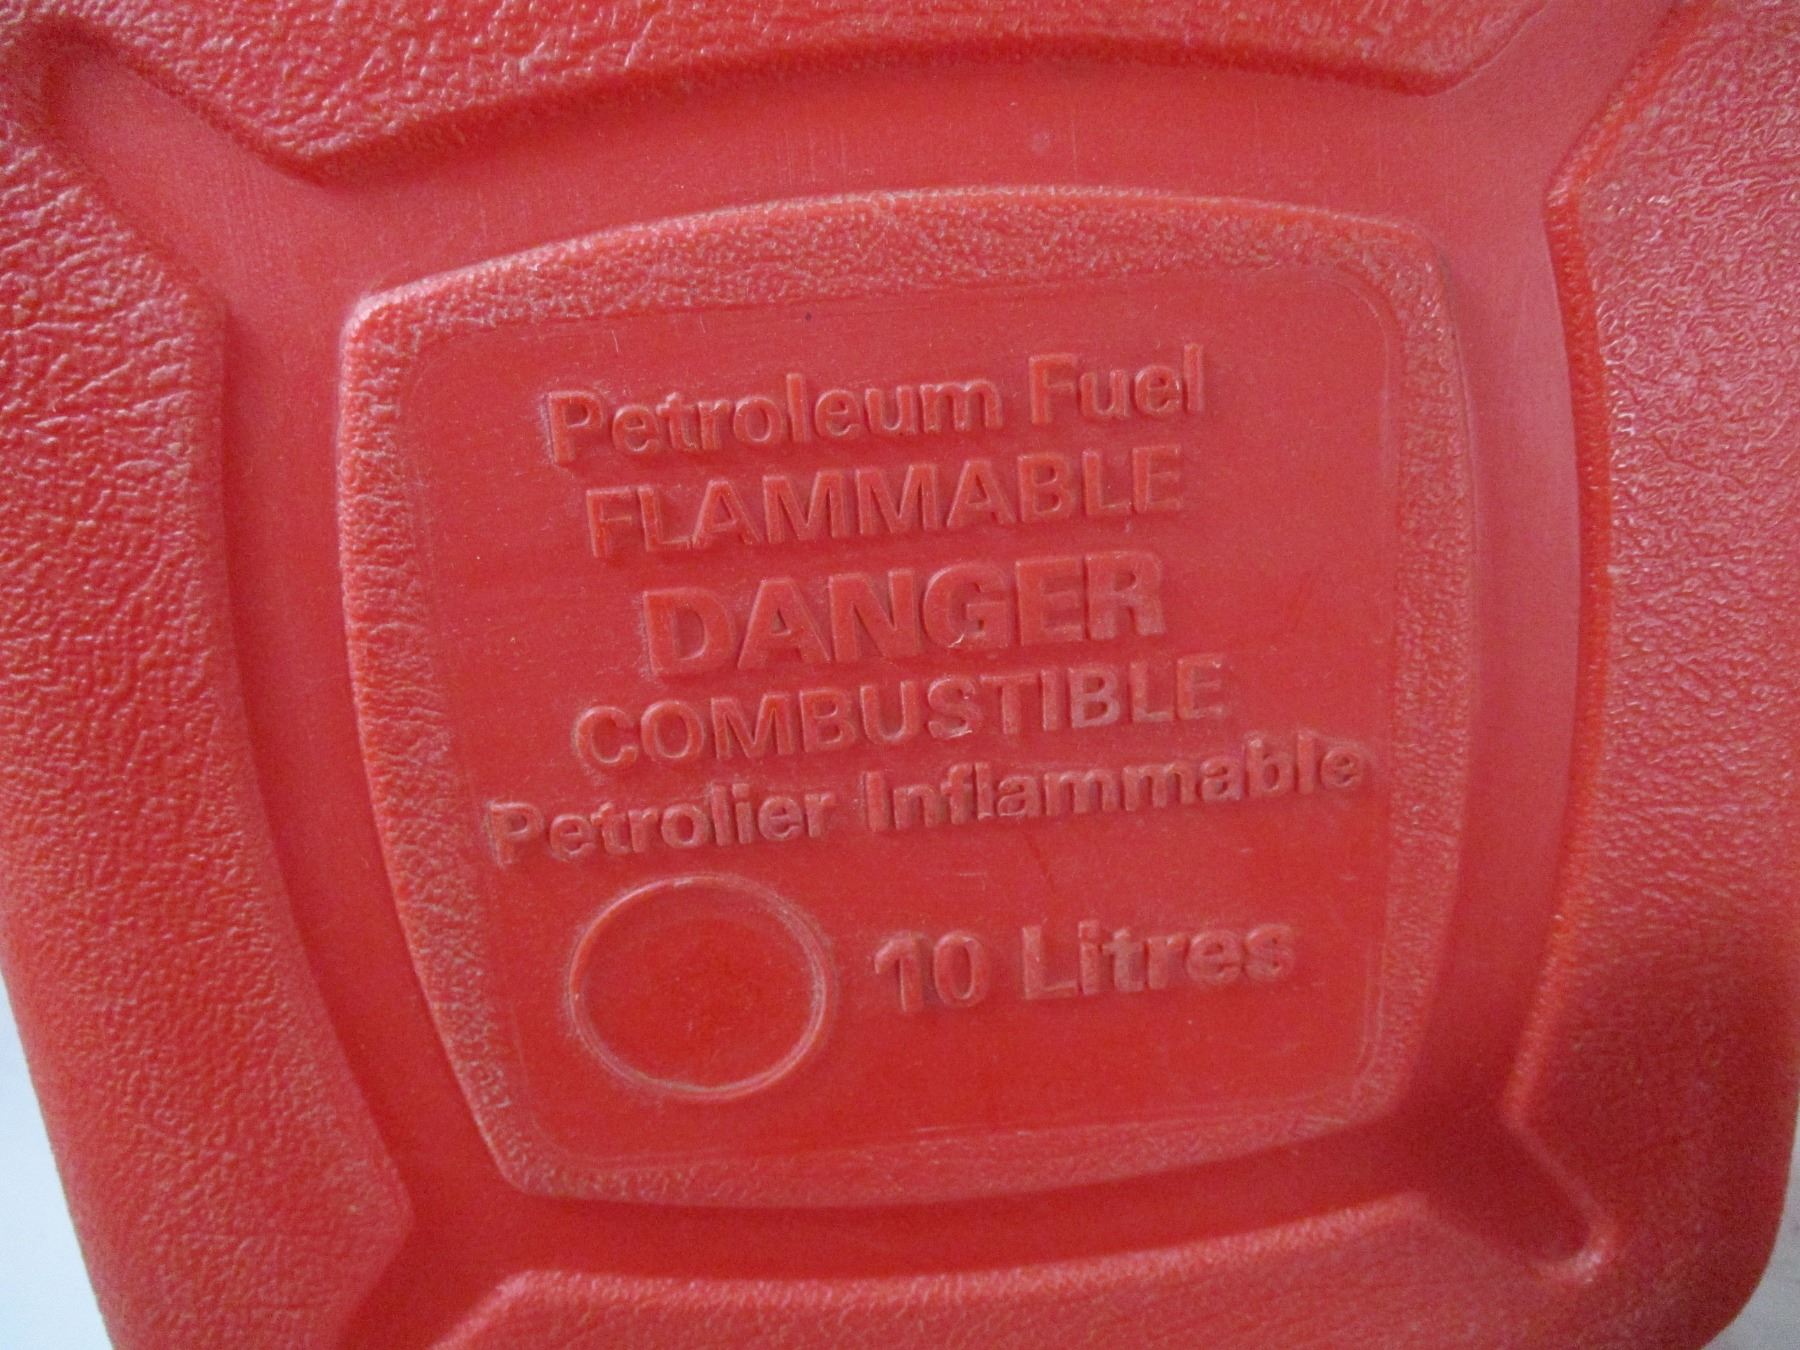 Petroleum Fuel
FLAMMABLE
DANGER
COMBUSTIBLE
Petrolier Inflammable
10 Litres